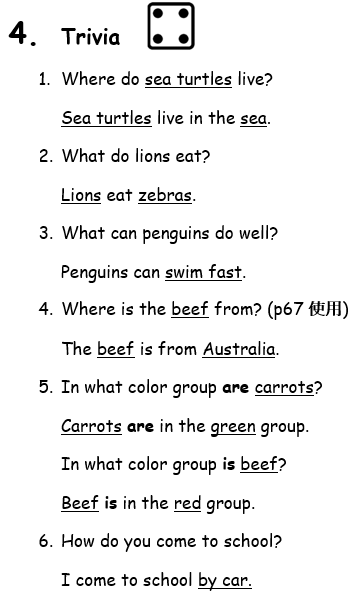 4. Trivia
1. Where do sea turtles live?
Sea turtles live in the sea.
2. What do lions eat?
Lions eat zebras.
3. What can penguins do well?
Penguins can swim fast.
4. Where is the beef from? (p67 使用)
The beef is from Australia.
5. In what color group are carrots?
Carrots are in the green group.
In what color group is beef?
Beef is in the red group.
6. How do you come to school?
I come to school by car.